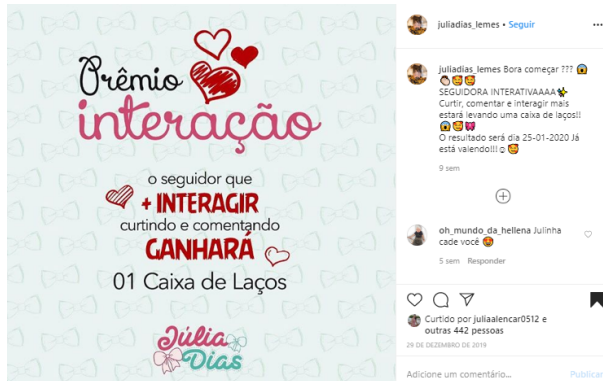 Prêmio
interação
o seguidor que
+ INTERAGIR
curtindo e comentando
GANHARÁ
01 Caixa de Laços
Júlia
Dias
juliadias_lemes • Seguir
juliadias_lemes Bora começar ???
SEGUIDORA INTERATIVAAAA
Curtir, comentar e interagir mais
estará levando uma caixa de laços!!
O resultado será dia 25-01-2020 Já
está valendo!!!
9 sem
oh_mundo_da_hellena Julinha
cade você
5 sem Responder
Curtido por juliaalencar0512 e
outras 442 pessoas
29 DE DEZEMBRO DE 2019
Adicione um comentário...
Publicar